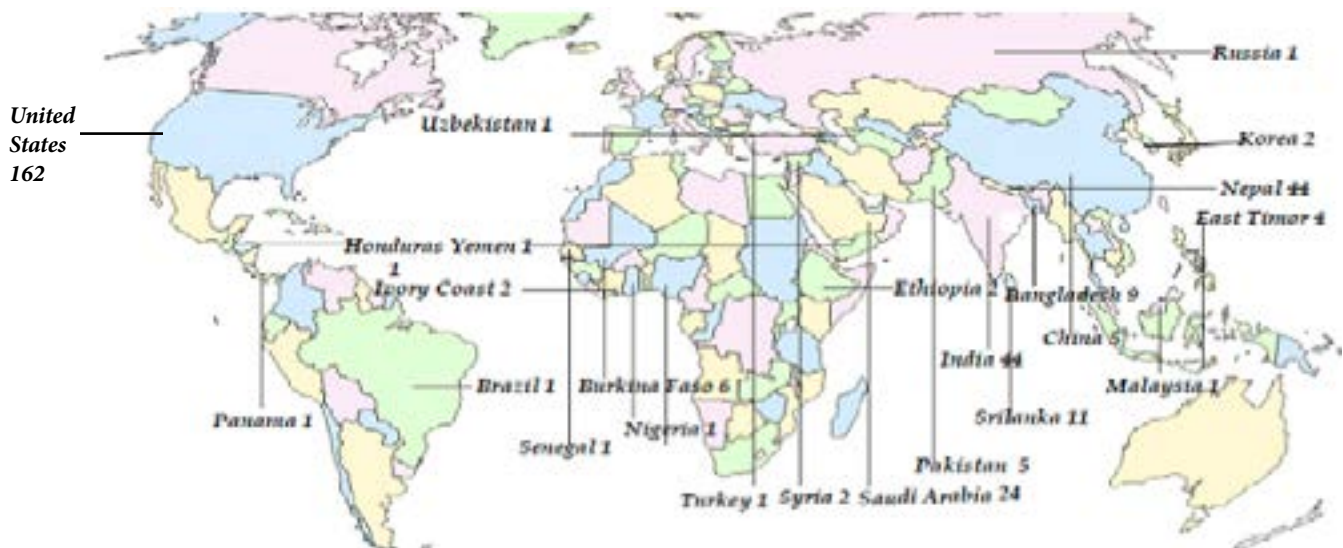 Russia 1
United
States
162
Uzbekistan 1
Korea 2
Nepal 44
East Timor 4
Honduras Yemen 1
1
Ivory Coast 2
Ethiopia 2
Bangladesh 9
China 5
India 44
Brazil 1
Burkina Faso 6
Malaysia 1
Panama 1
Nigeria 1
Srilanka 11
Senegal 1
Pakistan 5
Turkey 1
Syria 2
Saudi Arabia 24